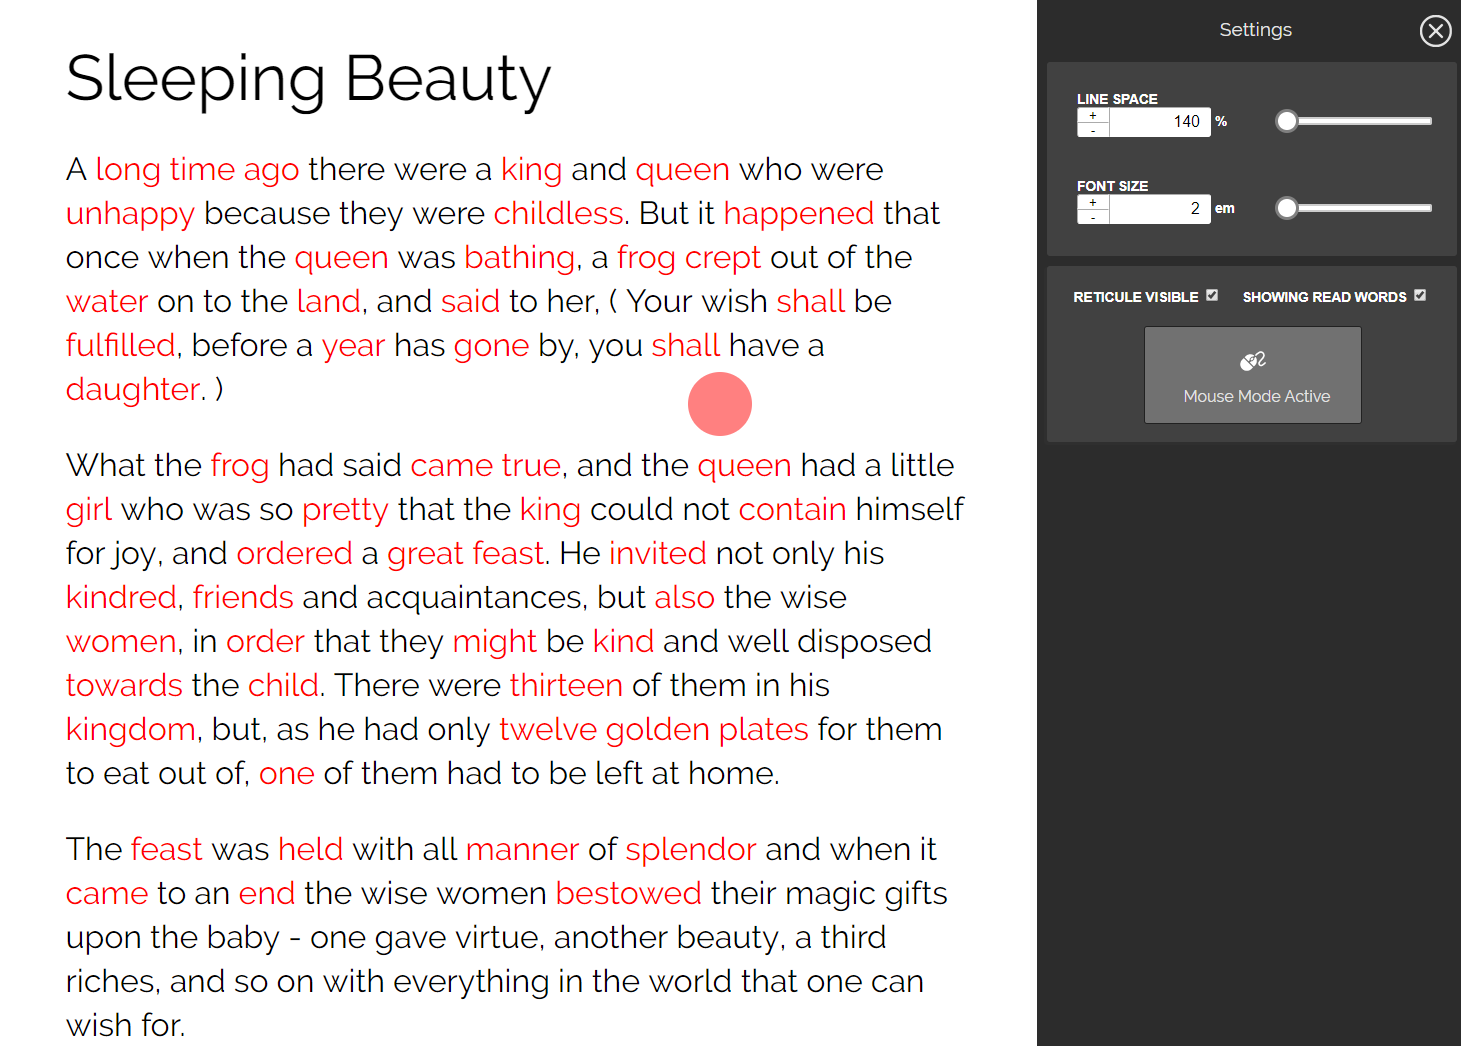 Sleeping Beauty
A long time ago there were a king and queen who were
unhappy because they were childless. But it happened that
once when the queen was bathing, a frog crept out of the
water on to the land, and said to her, ( Your wish shall be
fulfilled, before a year has gone by, you shall have a
daughter. )
What the frog had said came true, and the queen had a little
girl who was so pretty that the king could not contain himself
for joy, and ordered a great feast. He invited not only his
kindred, friends and acquaintances, but also the wise
women, in order that they might be kind and well disposed
towards the child. There were thirteen of them in his
kingdom, but, as he had only twelve golden plates for them
to eat out of, one of them had to be left at home.
The feast was held with all manner of splendor and when it
came to an end the wise women bestowed their magic gifts
upon the baby - one gave virtue, another beauty, a third
riches, and so on with everything in the world that one can
wish for.
Settings
LINE SPACE
+
140 %
-
FONT SIZE
+
2 em
-
RETICULE VISIBLE SHOWING READ WORDS
Mouse Mode Active